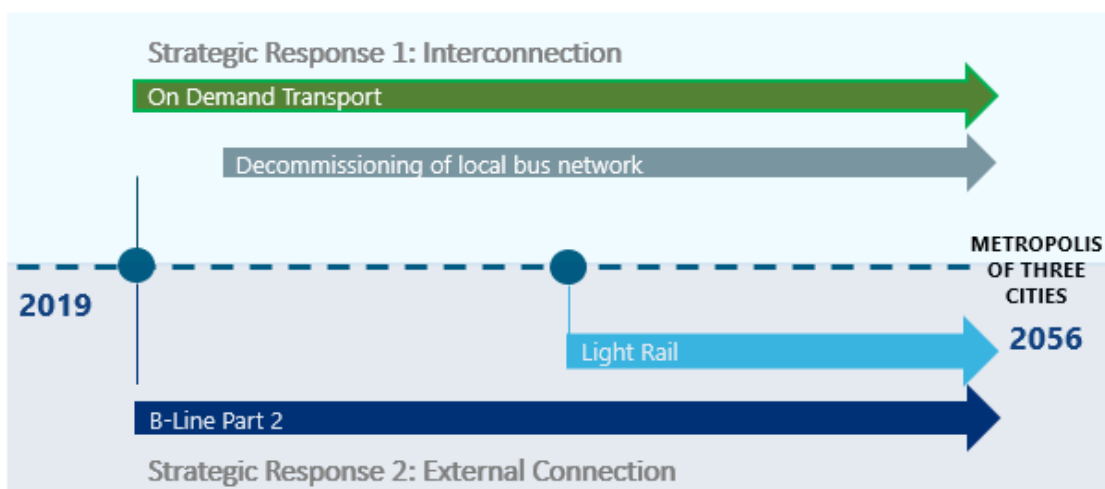 Strategic Response 1: Interconnection
On Demand Transport
Decommissioning of local bus network
METROPOLIS
OF THREE
CITIES
2019
2056
Light Rail
B-Line Part 2
Strategic Response 2: External Connection